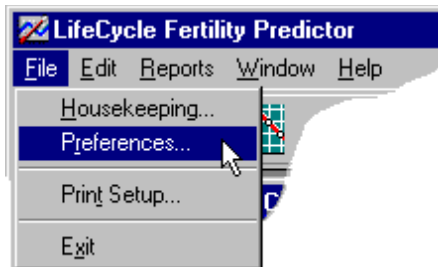 LifeCycle Fertility Predictor
File Edit Reports Window Help
Housekeeping...
Preferences...
Print Setup...
Exit